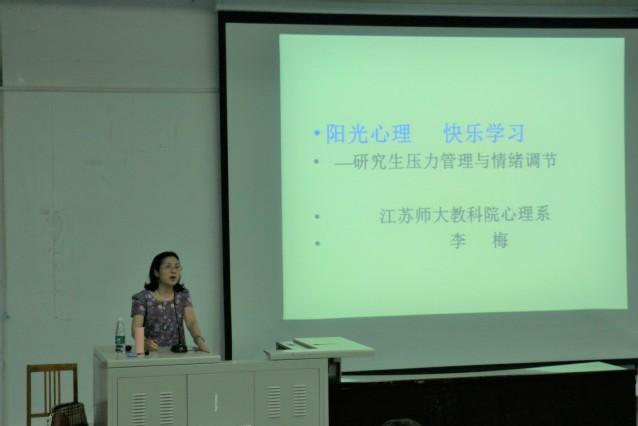 •阳光心理 快乐学习
• —研究生压力管理与情绪调节
• 江苏师大教科院心理系
• 李 梅